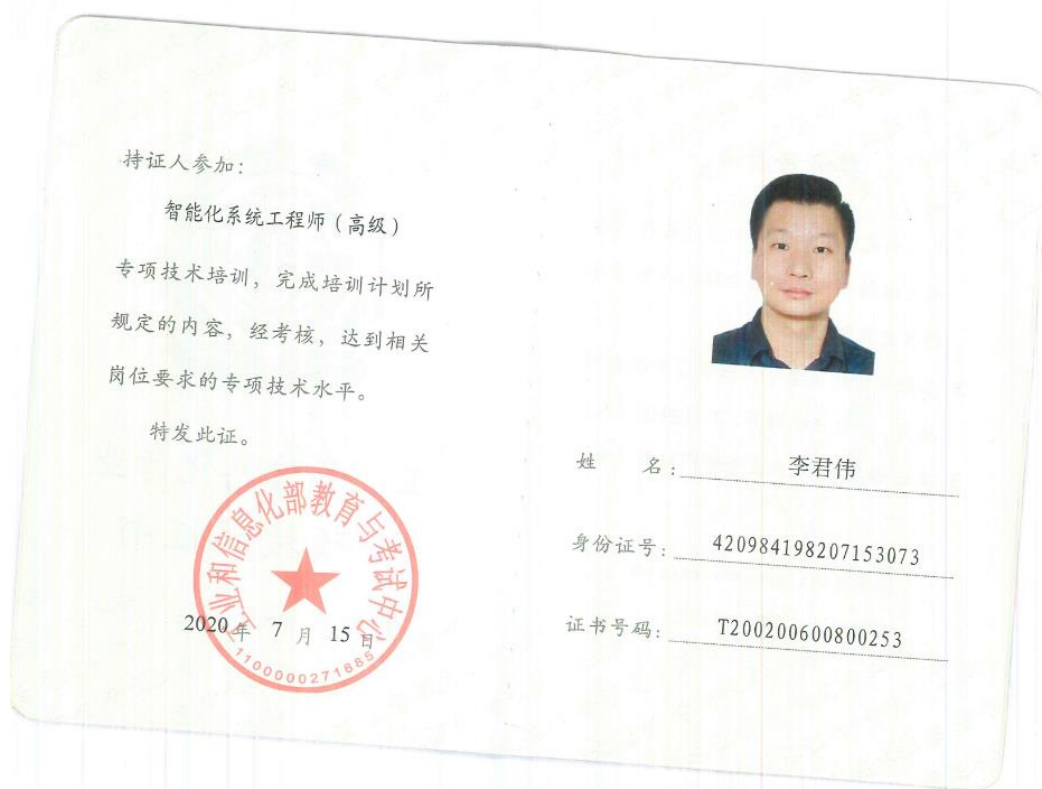 持证人参加:
智能化系统工程师（高级）
专项技术培训，完成培训计划所
规定的内容，经考核，达到相关
岗位要求的专项技术水平。
特发此证。
工业和信息化部教育与考试中心
2020年 7 月 15 日
1100000271685
姓 名: 李君伟
身份证号: 420984198207153073
证书号码: T200200600800253